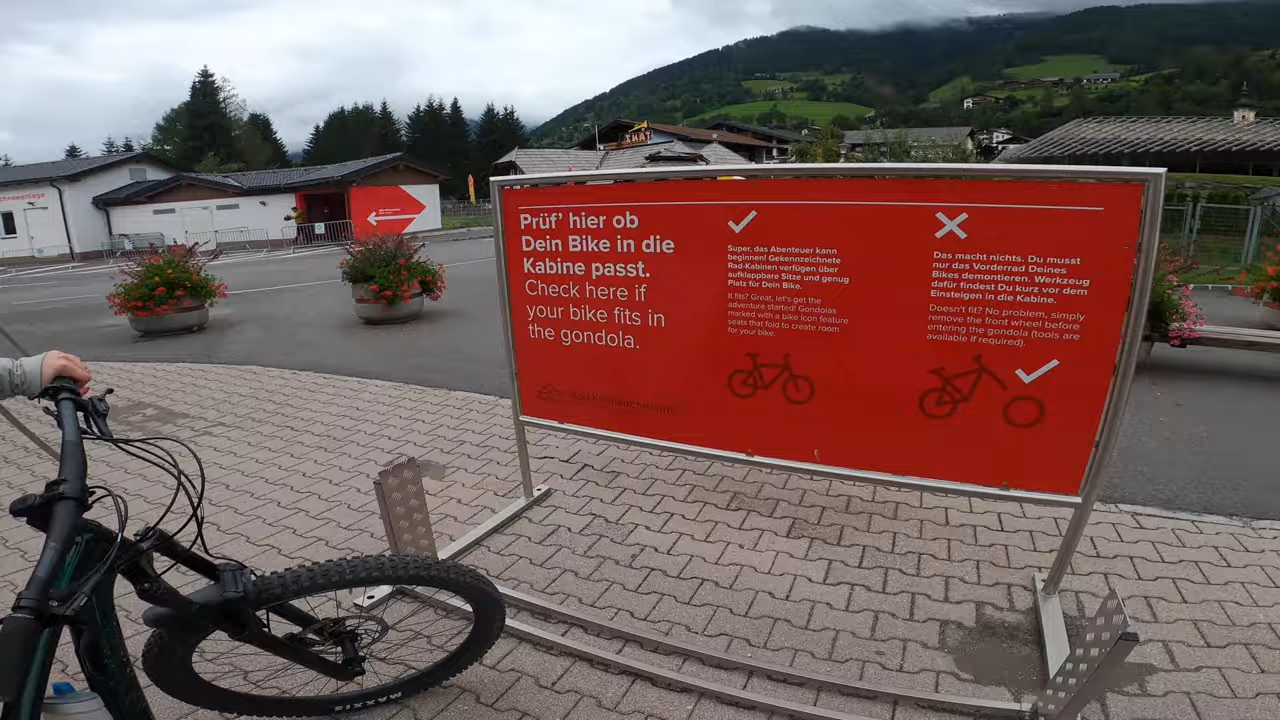 Prüf’ hier ob
Dein Bike in die
Kabine passt.
Check here if
your bike fits in
the gondola.
Super, das Abenteuer kann
beginnen! Gekennzeichnete
Rad-Kabinen verfügen über
aufklappbare Sitze und genug
Platz für Dein Bike.
It fits? Great, let's get the
adventure started! Gondolas
marked with a bike icon feature
seats that fold to create room
for your bike.
Das macht nichts. Du musst
nur das Vorderrad Deines
Bikes demontieren. Werkzeug
dafür findest Du kurz vor dem
Einsteigen in die Kabine.
Doesn't fit? No problem, simply
remove the front wheel before
entering the gondola (tools are
available if required).
MAXXIS